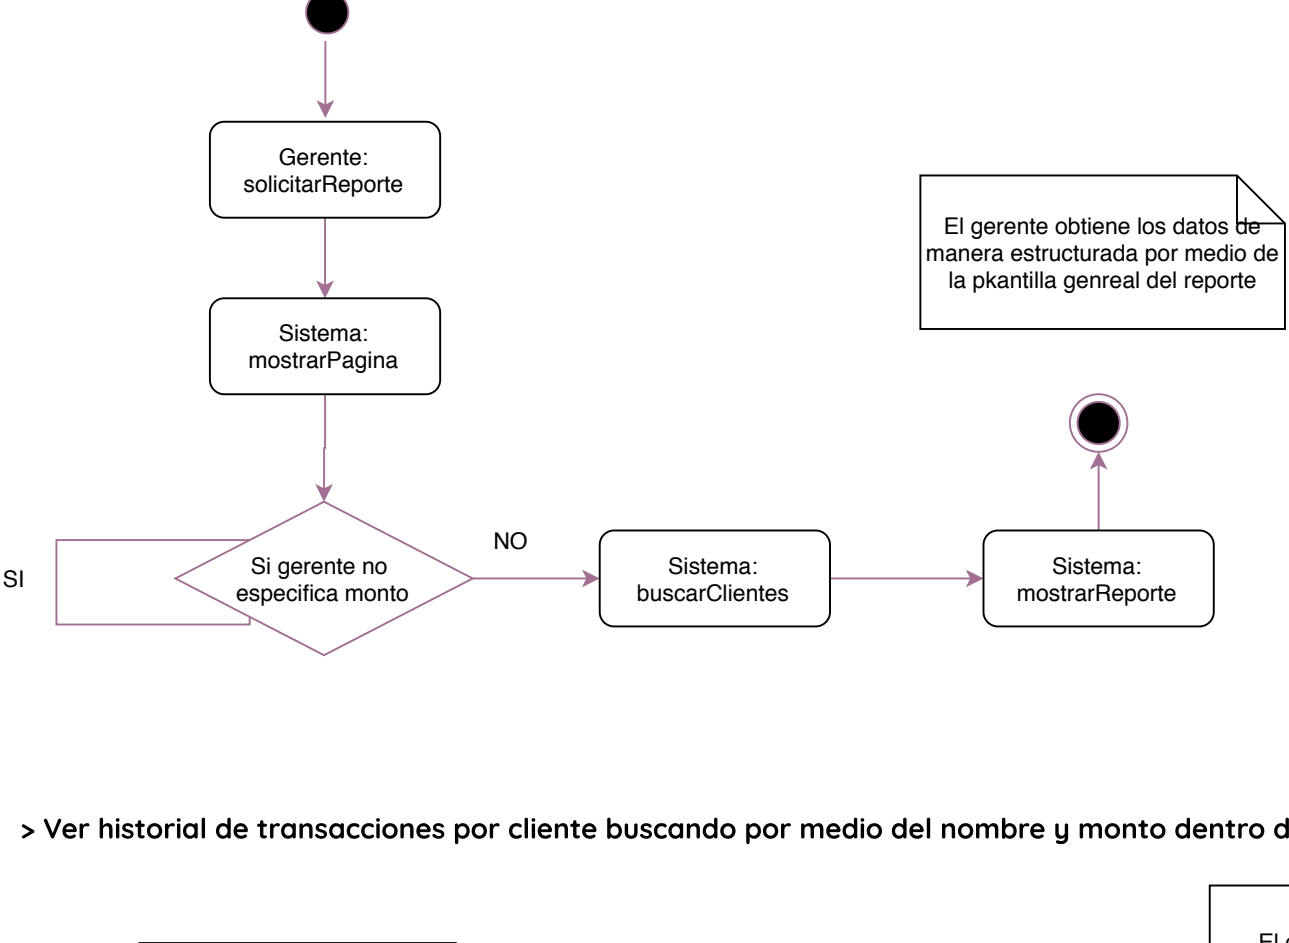 Gerente:
solicitarReporte
El gerente obtiene los datos de
manera estructurada por medio de
la pkantilla genreal del reporte
Sistema:
mostrarPagina
SI
Si gerente no
especifica monto
NO
Sistema:
buscarClientes
Sistema:
mostrarReporte
> Ver historial de transacciones por cliente buscando por medio del nombre y monto dentro d
El